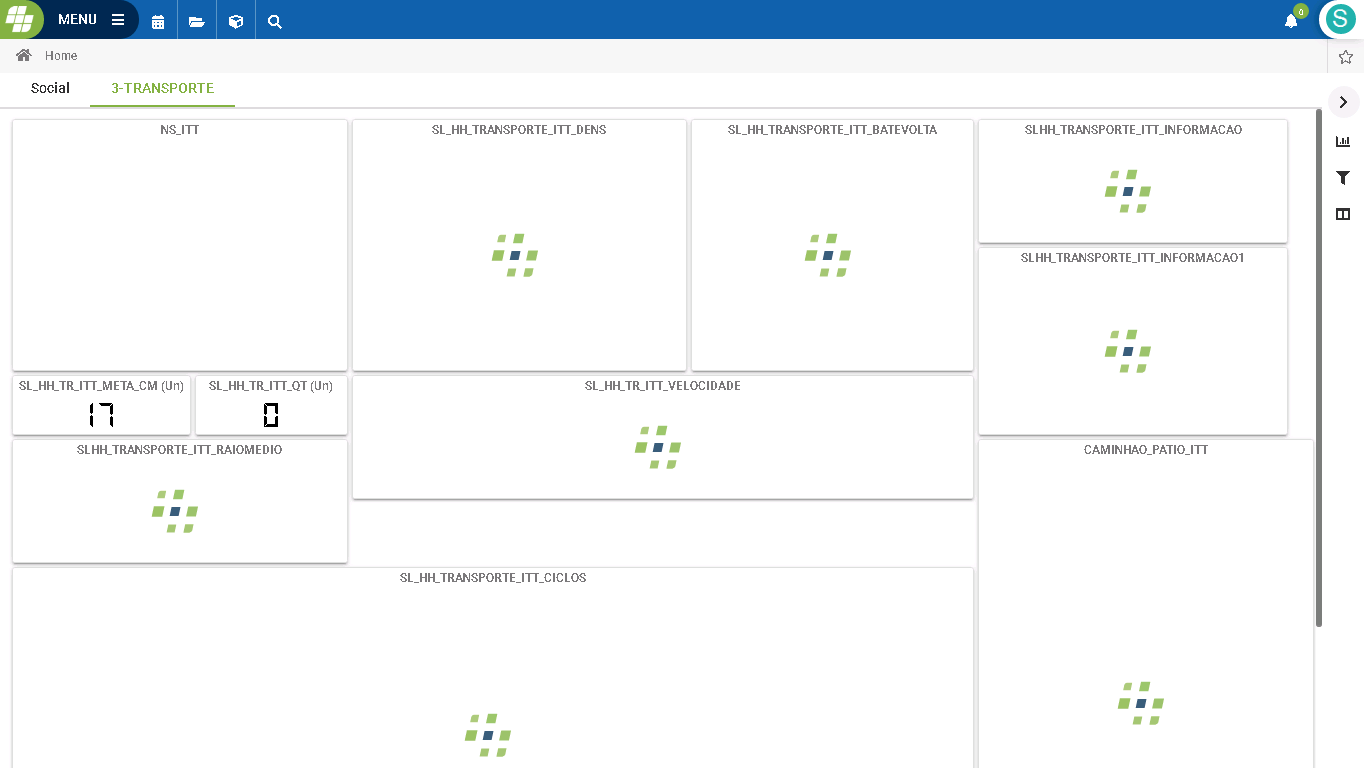 MENU
0
S
Home
Social
3-TRANSPORTE
NS_ITT
SL_HH_TRANSPORTE_ITT_DENS
SL_HH_TRANSPORTE_ITT_BATEVOLTA
SLHH_TRANSPORTE_ITT_INFORMACAO
SLHH_TRANSPORTE_ITT_INFORMACAO1
SL_HH_TR_ITT_META_CM (Un)
17
SL_HH_TR_ITT_QT (Un)
0
SL_HH_TR_ITT_VELOCIDADE
SLHH_TRANSPORTE_ITT_RAIOMEDIO
CAMINHAO_PATIO_ITT
SL_HH_TRANSPORTE_ITT_CICLOS